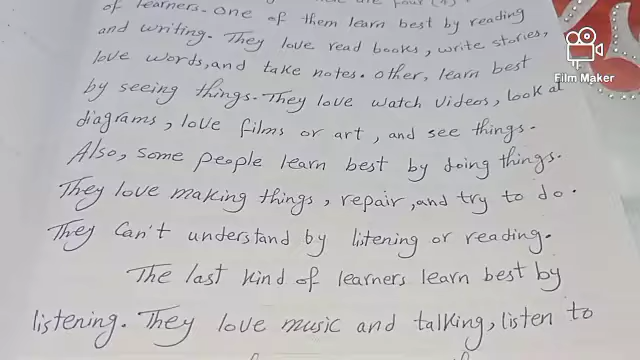 of learners. One of them learn best by reading
and writing. They love read books, write stories,
love words, and take notes. Other, learn best
by seeing things. They love watch videos, look at
diagrams, love films or art, and see things.
Also, some people learn best by doing things.
They love making things, repair, and try to do.
They can't understand by listening or reading.
The last kind of learners learn best by
listening. They love music and talking, listen to
Film Maker